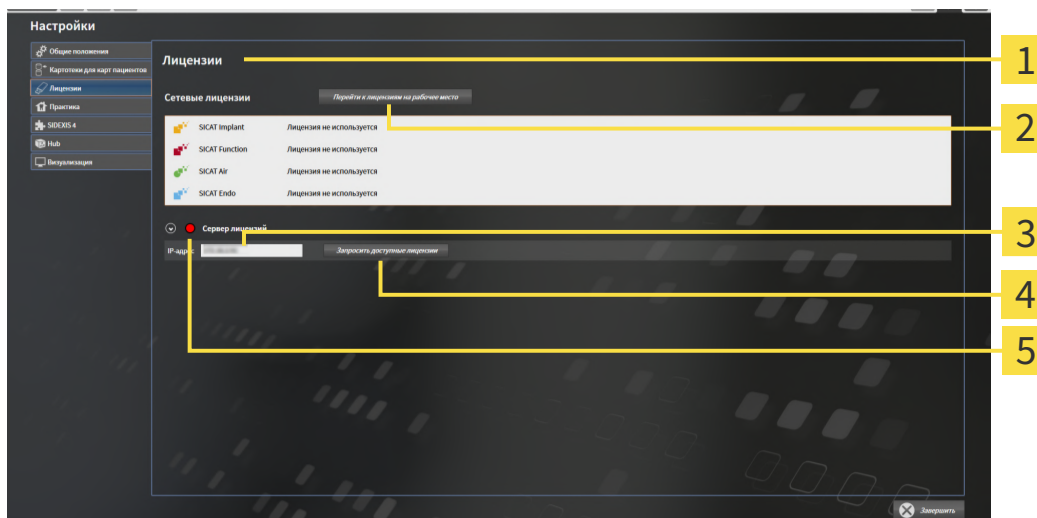 Настройки
Общие положения
Картотеки для карт пациентов
Лицензии
Практика
SIDEXIS 4
Hub
Визуализация
Лицензии
Сетевые лицензии
Перейти к лицензиям на рабочее место
SICAT Implant Лицензия не используется
SICAT Function Лицензия не используется
SICAT Air Лицензия не используется
SICAT Endo Лицензия не используется
Сервер лицензий
IP-адрес
Запросить доступные лицензии
Завершить
1
2
3
4
5